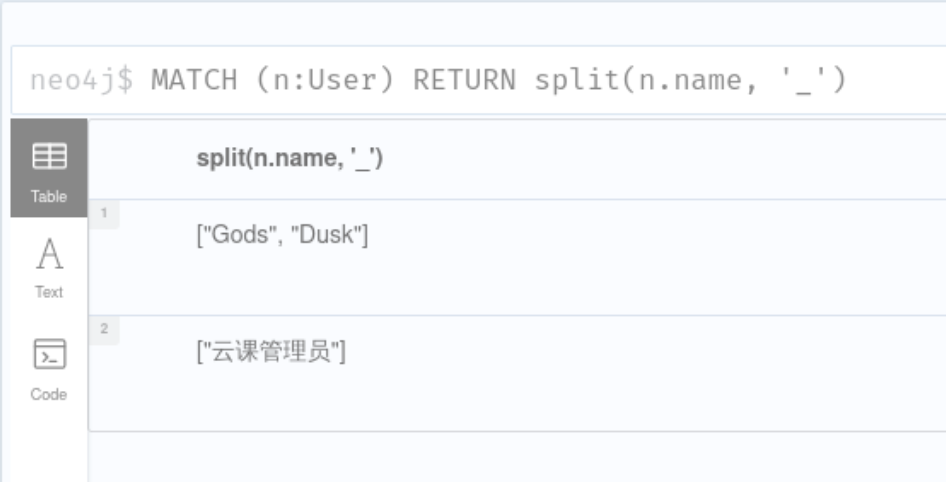 neo4j$ MATCH (n:User) RETURN split(n.name, '_')
Table
split(n.name, '_')
1
["Gods", "Dusk"]
Text
2
["云课管理员"]
Code